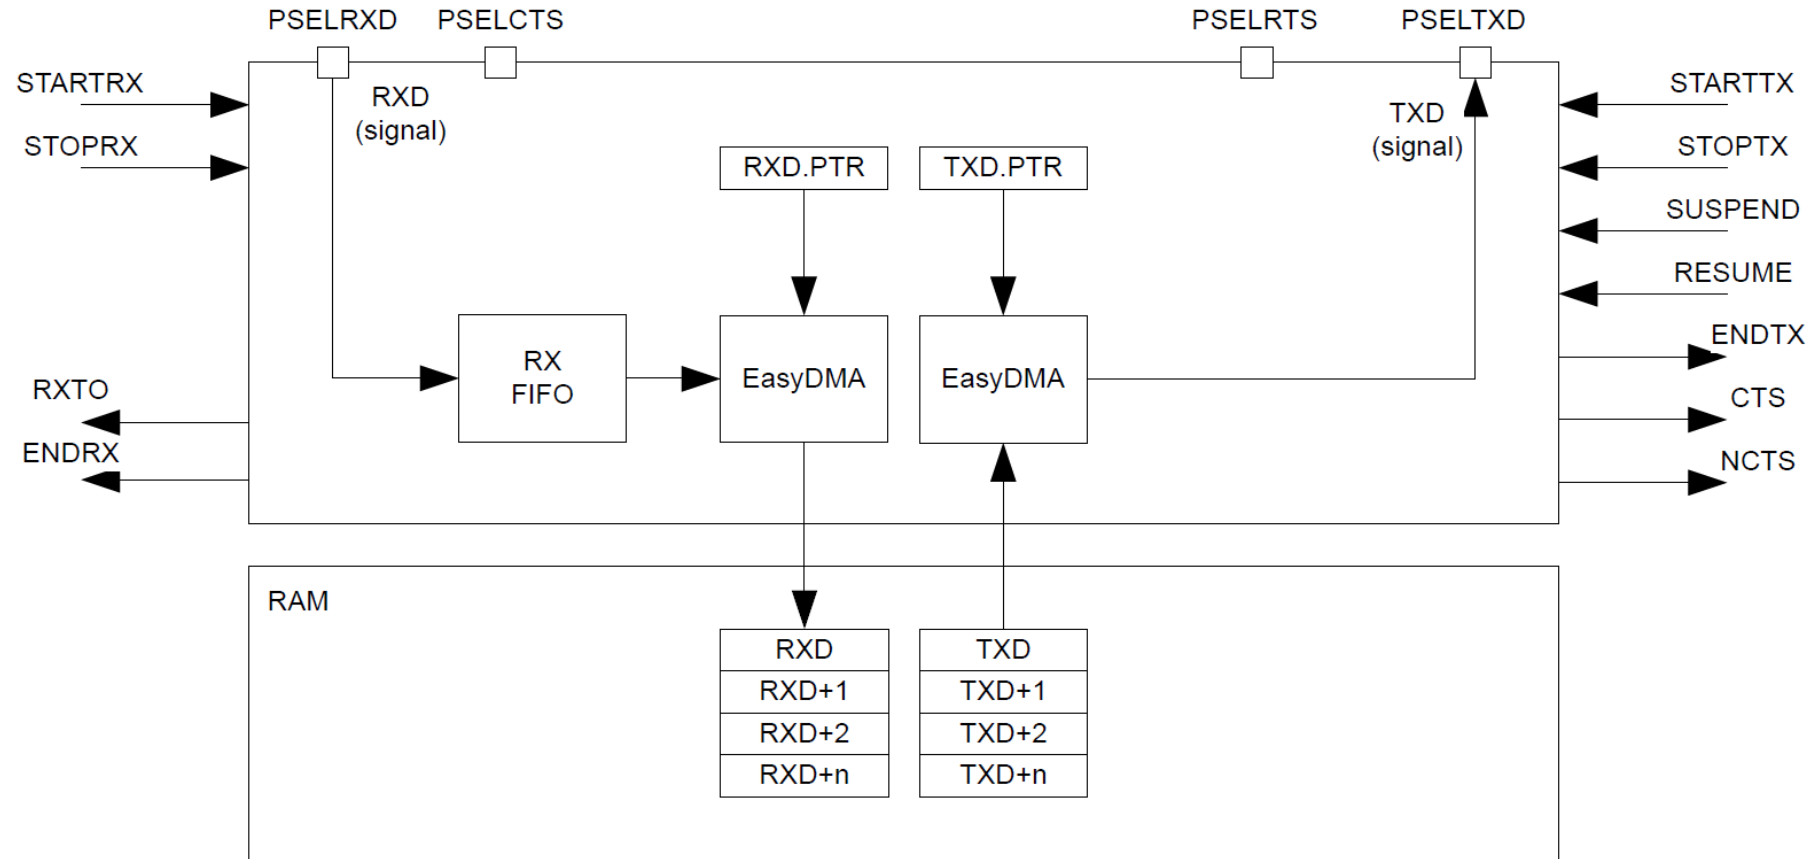 PSELRXD PSELCTS PSELRTS PSELTXD
STARTRX
RXD
(signal)
TXD
(signal)
STARTTX
STOPRX
RXD.PTR
TXD.PTR
STOPTX
SUSPEND
RESUME
RX
FIFO
EasyDMA
EasyDMA
ENDTX
RXTO
CTS
ENDRX
NCTS
RAM
RXD
RXD+1
RXD+2
RXD+n
TXD
TXD+1
TXD+2
TXD+n